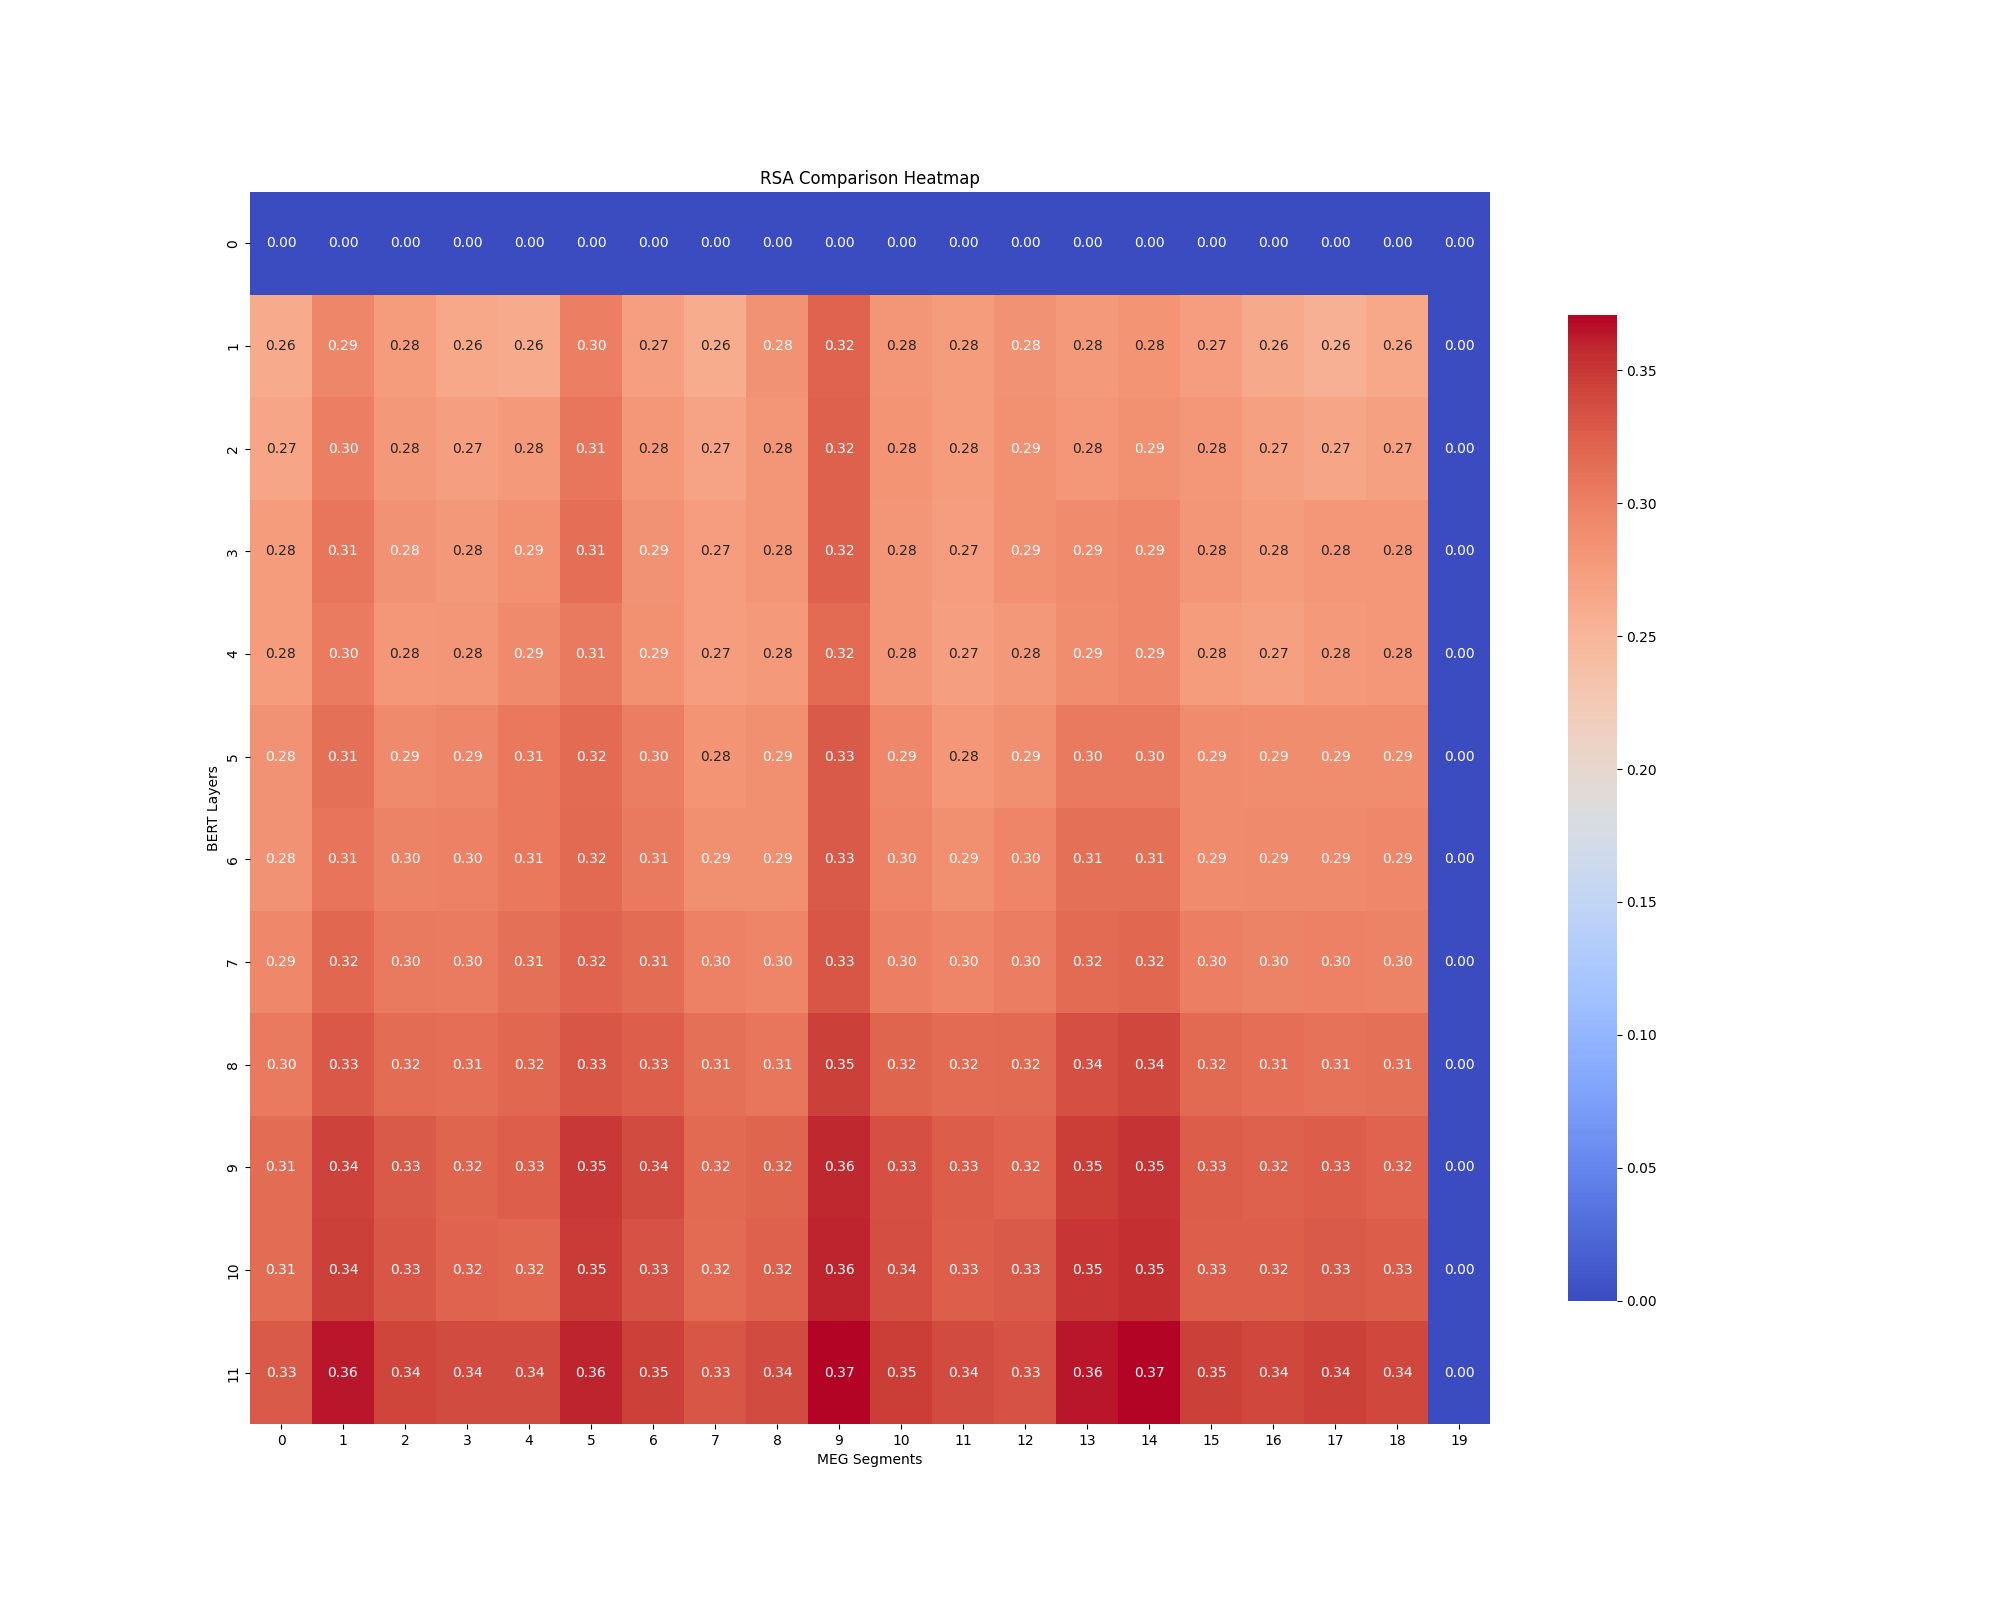 RSA Comparison Heatmap
0 0.00 0.00 0.00 0.00 0.00 0.00 0.00 0.00 0.00 0.00 0.00 0.00 0.00 0.00 0.00 0.00 0.00 0.00 0.00 0.00
1 0.26 0.29 0.28 0.26 0.26 0.30 0.27 0.26 0.28 0.32 0.28 0.28 0.28 0.28 0.28 0.27 0.26 0.26 0.26 0.00
2 0.27 0.30 0.28 0.27 0.28 0.31 0.28 0.27 0.28 0.32 0.28 0.28 0.29 0.28 0.29 0.28 0.27 0.27 0.27 0.00
3 0.28 0.31 0.28 0.28 0.29 0.31 0.29 0.27 0.28 0.32 0.28 0.27 0.29 0.29 0.29 0.28 0.28 0.28 0.28 0.00
4 0.28 0.30 0.28 0.28 0.29 0.31 0.29 0.27 0.28 0.32 0.28 0.27 0.28 0.29 0.29 0.28 0.27 0.28 0.28 0.00
5 0.28 0.31 0.29 0.29 0.31 0.32 0.30 0.28 0.29 0.33 0.29 0.28 0.29 0.30 0.30 0.29 0.29 0.29 0.29 0.00
6 0.28 0.31 0.30 0.30 0.31 0.32 0.31 0.29 0.29 0.33 0.30 0.29 0.30 0.31 0.31 0.29 0.29 0.29 0.29 0.00
7 0.29 0.32 0.30 0.30 0.31 0.32 0.31 0.30 0.30 0.33 0.30 0.30 0.30 0.32 0.32 0.30 0.30 0.30 0.30 0.00
8 0.30 0.33 0.32 0.31 0.32 0.33 0.33 0.31 0.31 0.35 0.32 0.32 0.32 0.34 0.34 0.32 0.31 0.31 0.31 0.00
9 0.31 0.34 0.33 0.32 0.33 0.35 0.34 0.32 0.32 0.36 0.33 0.33 0.32 0.35 0.35 0.33 0.32 0.33 0.32 0.00
10 0.31 0.34 0.33 0.32 0.32 0.35 0.33 0.32 0.32 0.36 0.34 0.33 0.33 0.35 0.35 0.33 0.32 0.33 0.33 0.00
11 0.33 0.36 0.34 0.34 0.34 0.36 0.35 0.33 0.34 0.37 0.35 0.34 0.33 0.36 0.37 0.35 0.34 0.34 0.34 0.00
0 1 2 3 4 5 6 7 8 9 10 11 12 13 14 15 16 17 18 19
MEG Segments
BERT Layers
0.35
0.30
0.25
0.20
0.15
0.10
0.05
0.00